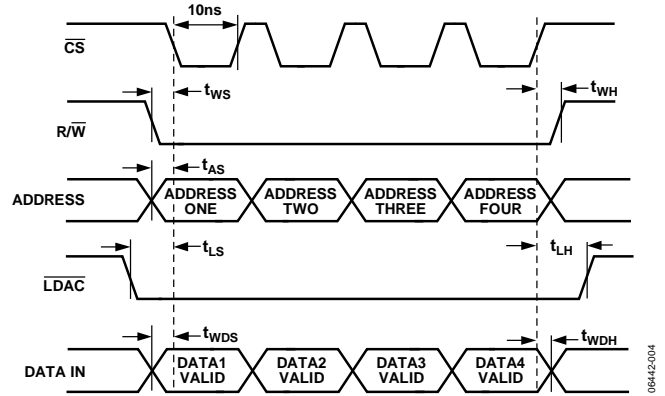 10ns
CS
tWS
tWH
R/W
tAS
ADDRESS
ADDRESS ONE
ADDRESS TWO
ADDRESS THREE
ADDRESS FOUR
tLS
tLH
LDAC
tWDS
tWDH
DATA IN
DATA1 VALID
DATA2 VALID
DATA3 VALID
DATA4 VALID
06442-004